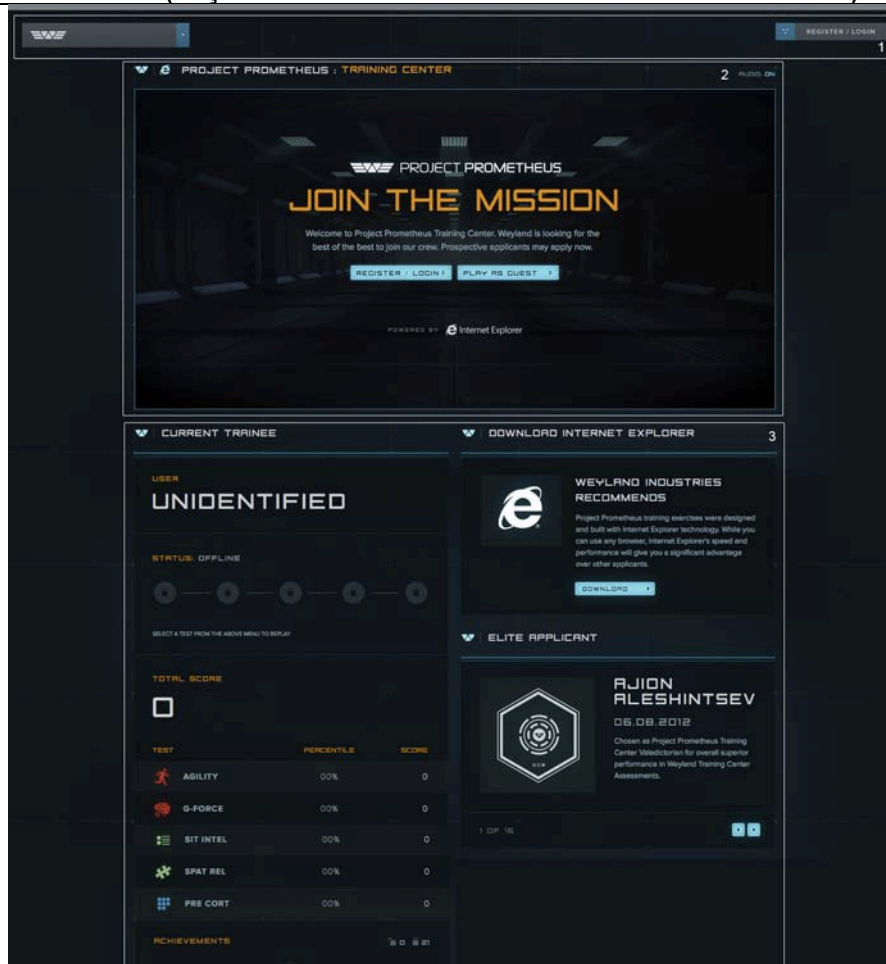 REGISTER / LOGIN
1
PROJECT PROMETHEUS : TRAINING CENTER
2
AUDIO: ON
PROJECT PROMETHEUS
JOIN THE MISSION
Welcome to Project Prometheus Training Center. Weyland is looking for the
best of the best to join our crew. Prospective applicants may apply now.
REGISTER / LOGIN
PLAY AS GUEST
POWERED BY Internet Explorer
CURRENT TRAINEE
USER
UNIDENTIFIED
STATUS: OFFLINE
SELECT A TEST FROM THE ABOVE MENU TO REPLAY
TOTAL SCORE
0
TEST PERCENTILE SCORE
AGILITY 00% 0
G-FORCE 00% 0
SIT INTEL 00% 0
SPAT REL 00% 0
PRE CORT 00% 0
ACHIEVEMENTS 0 21
DOWNLOAD INTERNET EXPLORER
3
WEYLAND INDUSTRIES
RECOMMENDS
Project Prometheus training exercises were designed
and built with Internet Explorer technology. While you
can use any browser, Internet Explorer's speed and
performance will give you a significant advantage
over other applicants.
DOWNLOAD
ELITE APPLICANT
AJION
ALESHINTSEV
06.08.2012
Chosen as Project Prometheus Training
Center Valedictorian for overall superior
performance in Weyland Training Center
Assessments.
1 OF 16